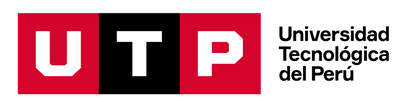 UTP
Universidad
Tecnológica
del Perú